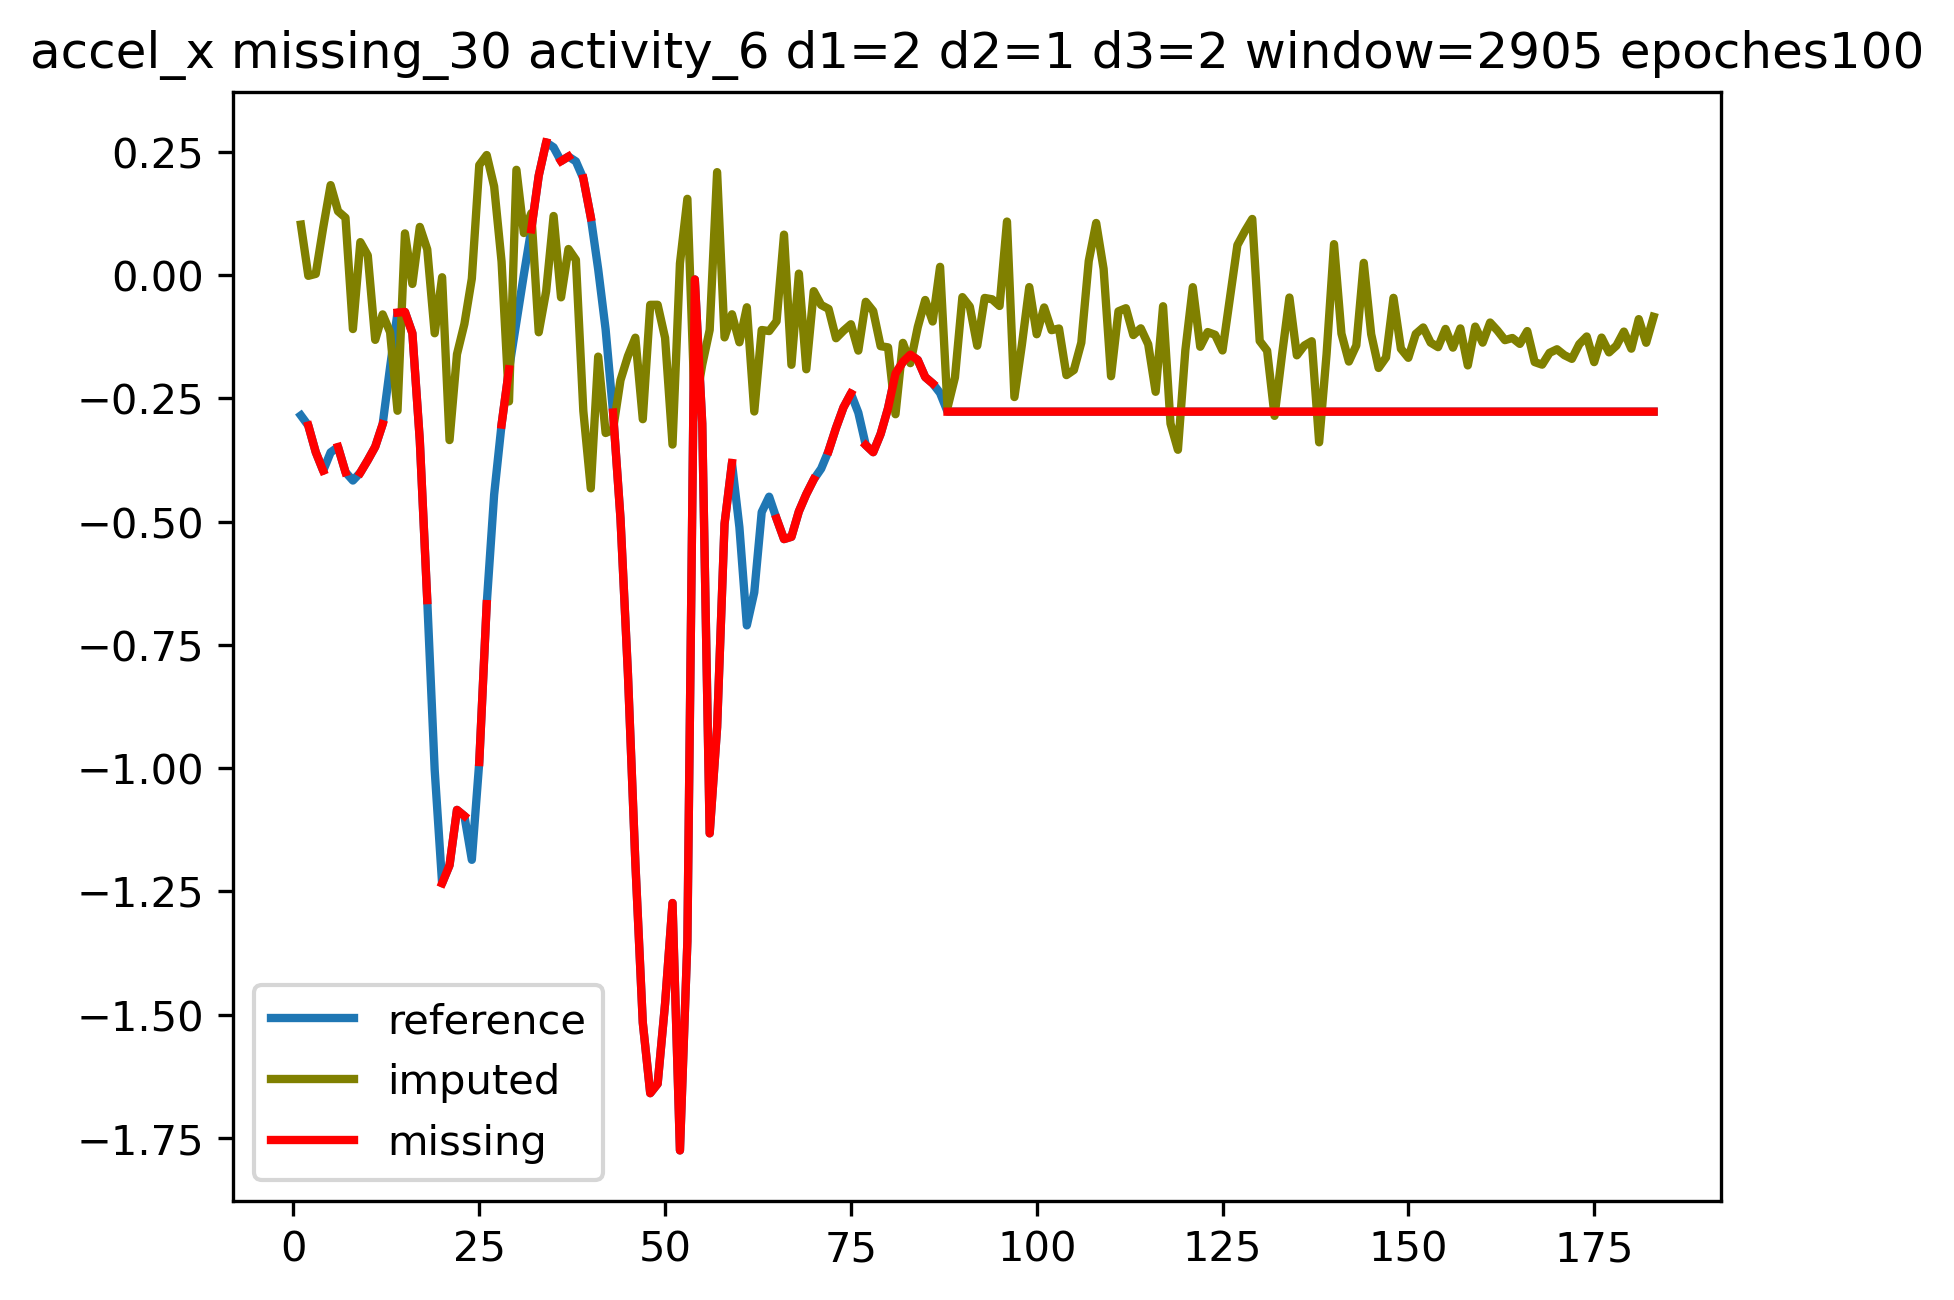 accel_x missing_30 activity_6 d1=2 d2=1 d3=2 window=2905 epoches100
0.25
0.00
−0.25
−0.50
−0.75
−1.00
−1.25
−1.50
−1.75
reference
imputed
missing
0 25 50 75 100 125 150 175